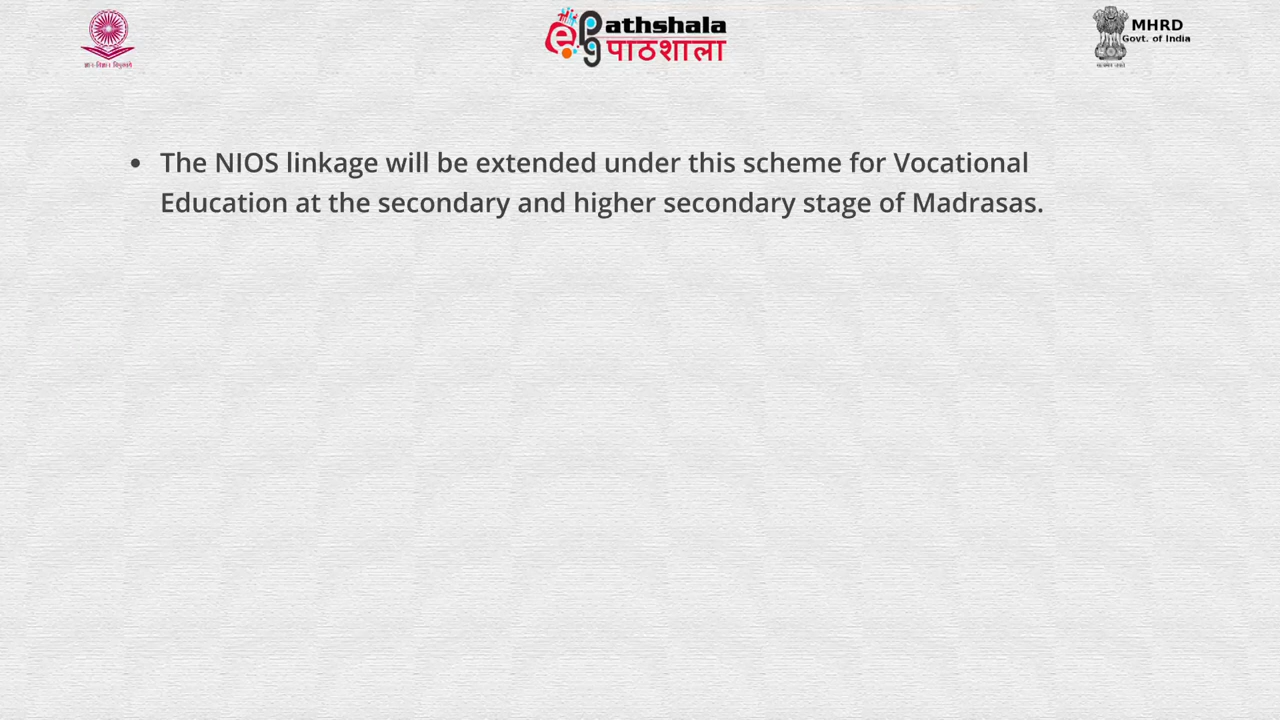 athshala
पाठशाला
MHRD
Govt. of India
• The NIOS linkage will be extended under this scheme for Vocational
Education at the secondary and higher secondary stage of Madrasas.